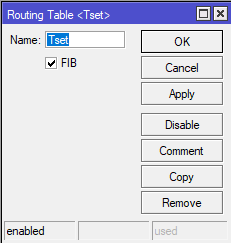 Routing Table <Tset>
Name: Tset
OK
FIB
Cancel
Apply
Disable
Comment
Copy
Remove
enabled
used